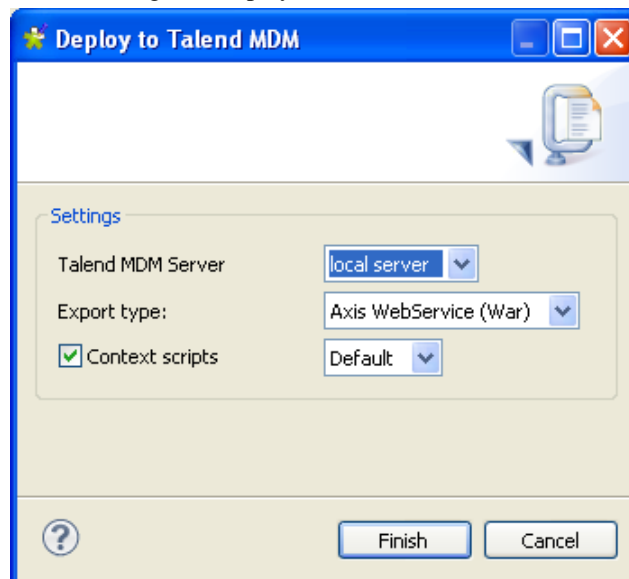 Deploy to Talend MDM
Settings
Talend MDM Server local server
Export type: Axis WebService (War)
Context scripts Default
? Finish Cancel